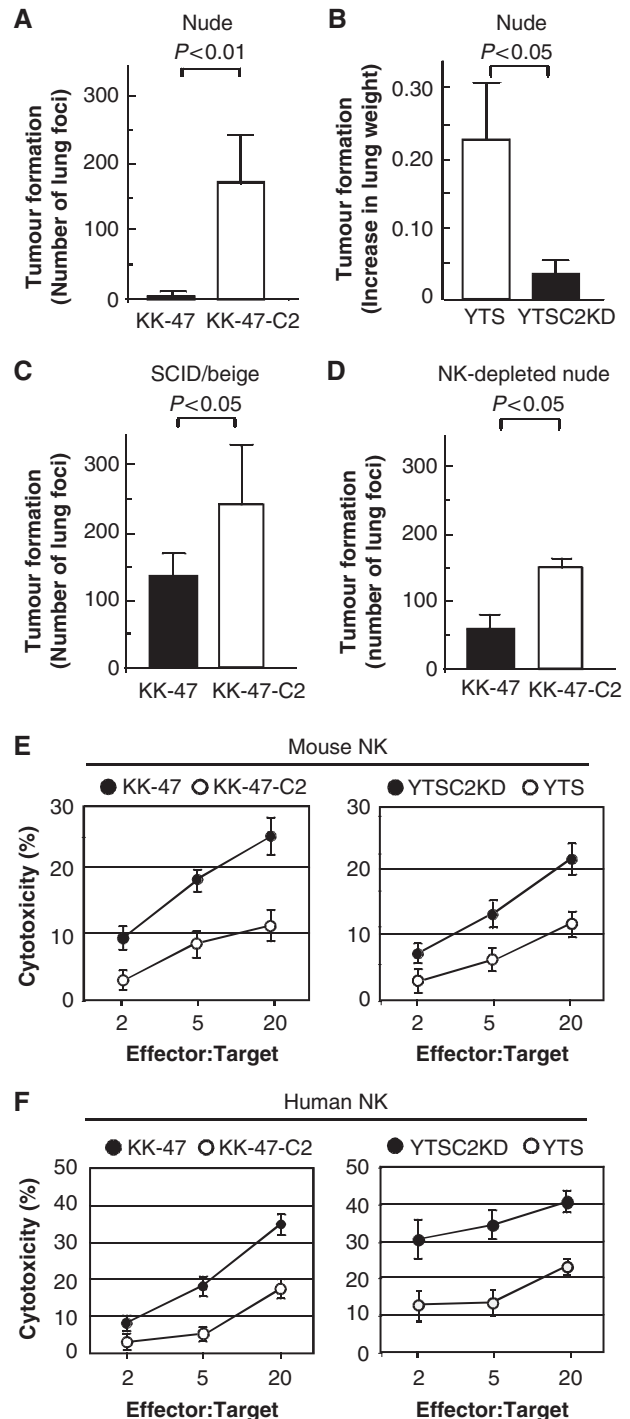 A
Nude
P<0.01
Tumour formation
(Number of lung foci)
300
200
100
0
KK-47 KK-47-C2
B
Nude
P<0.05
Tumour formation
(Increase in lung weight)
0.30
0.20
0.10
0
YTS YTSC2KD
C
SCID/beige
P<0.05
Tumour formation
(Number of lung foci)
300
200
100
0
KK-47 KK-47-C2
D
NK-depleted nude
P<0.05
Tumour formation
(number of lung foci)
300
200
100
0
KK-47 KK-47-C2
E
Mouse NK
KK-47 KK-47-C2
Cytotoxicity (%)
30
20
10
0
2 5 20
Effector:Target
YTSC2KD YTS
30
20
10
0
2 5 20
Effector:Target
F
Human NK
KK-47 KK-47-C2
Cytotoxicity (%)
50
40
30
20
10
0
2 5 20
Effector:Target
YTSC2KD YTS
50
40
30
20
10
0
2 5 20
Effector:Target